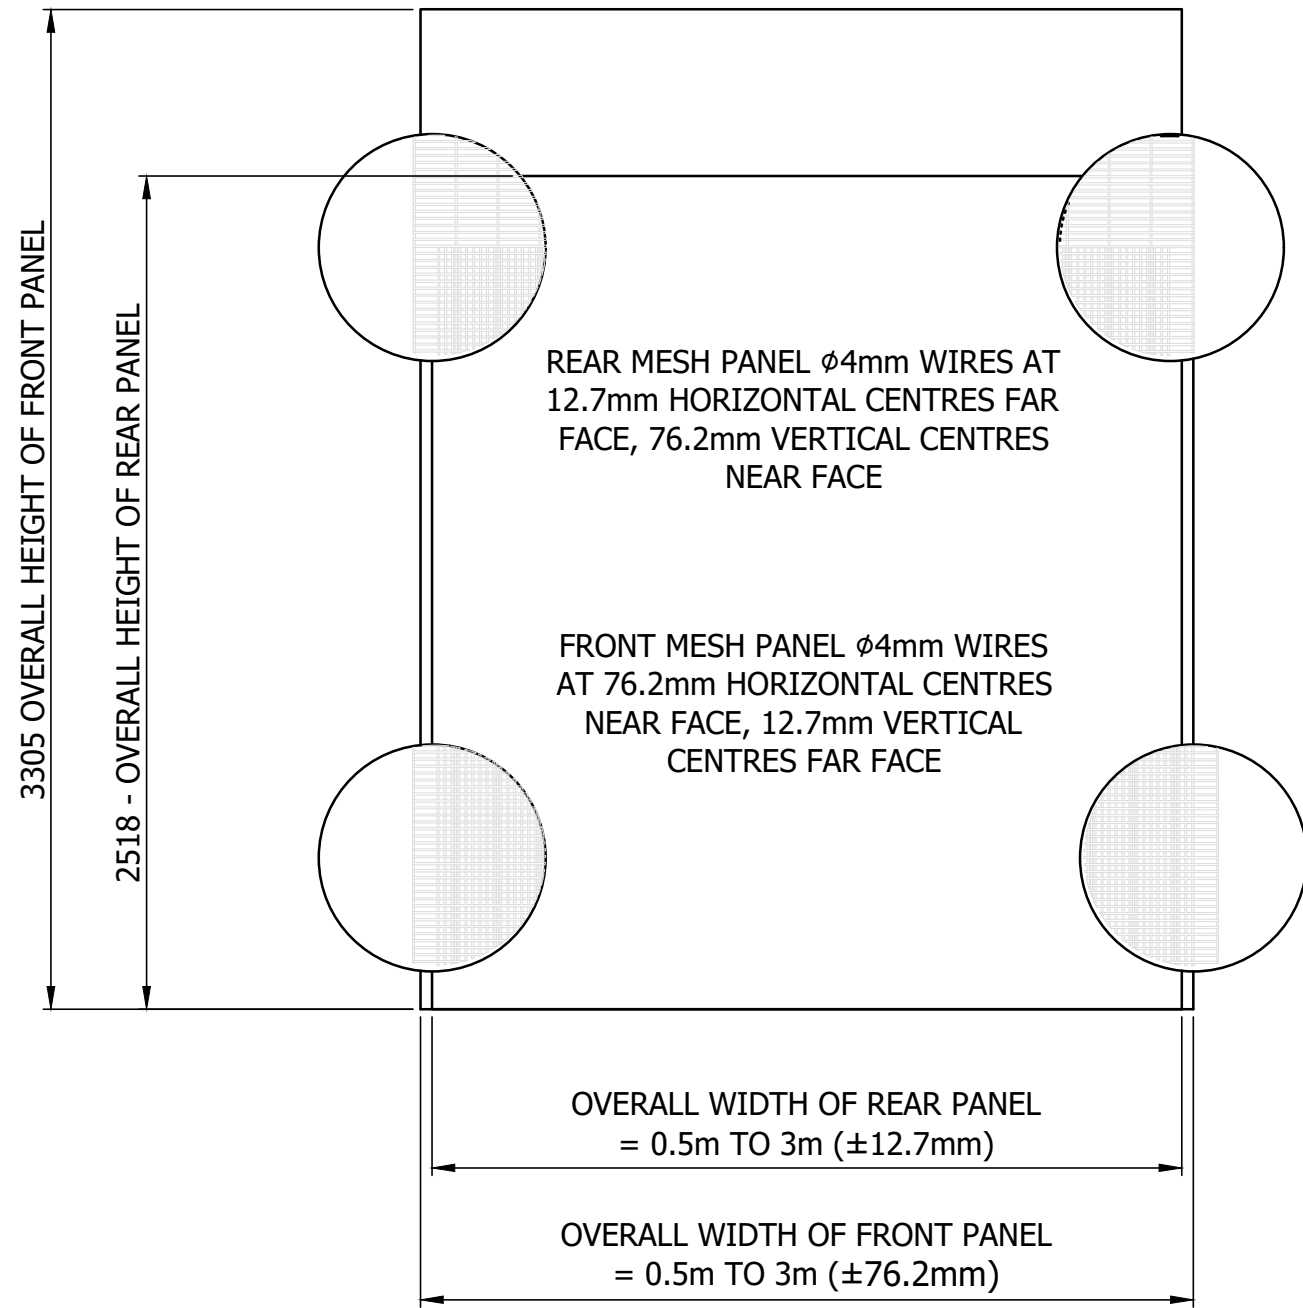 3305 OVERALL HEIGHT OF FRONT PANEL
2518 - OVERALL HEIGHT OF REAR PANEL
REAR MESH PANEL ⌀4mm WIRES AT
12.7mm HORIZONTAL CENTRES FAR
FACE, 76.2mm VERTICAL CENTRES
NEAR FACE
FRONT MESH PANEL ⌀4mm WIRES
AT 76.2mm HORIZONTAL CENTRES
NEAR FACE, 12.7mm VERTICAL
CENTRES FAR FACE
OVERALL WIDTH OF REAR PANEL
= 0.5m TO 3m (±12.7mm)
OVERALL WIDTH OF FRONT PANEL
= 0.5m TO 3m (±76.2mm)